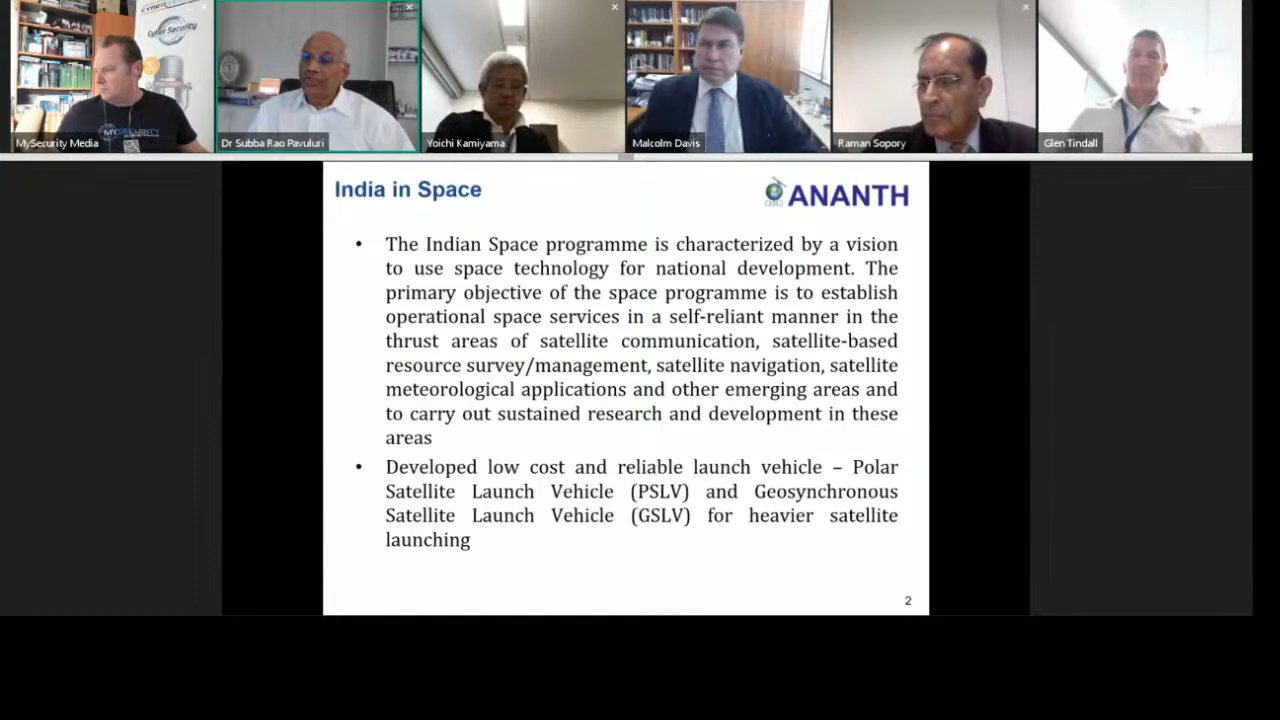 Cyber Security
MYSECURITY
MySecurity Media
Dr Subba Rao Pavuluri
Yoichi Kamiyama
Malcolm Davis
Raman Sopory
Glen Tindall
India in Space
ANANTH
• The Indian Space programme is characterized by a vision
to use space technology for national development. The
primary objective of the space programme is to establish
operational space services in a self-reliant manner in the
thrust areas of satellite communication, satellite-based
resource survey/management, satellite navigation, satellite
meteorological applications and other emerging areas and
to carry out sustained research and development in these
areas
• Developed low cost and reliable launch vehicle – Polar
Satellite Launch Vehicle (PSLV) and Geosynchronous
Satellite Launch Vehicle (GSLV) for heavier satellite
launching
2